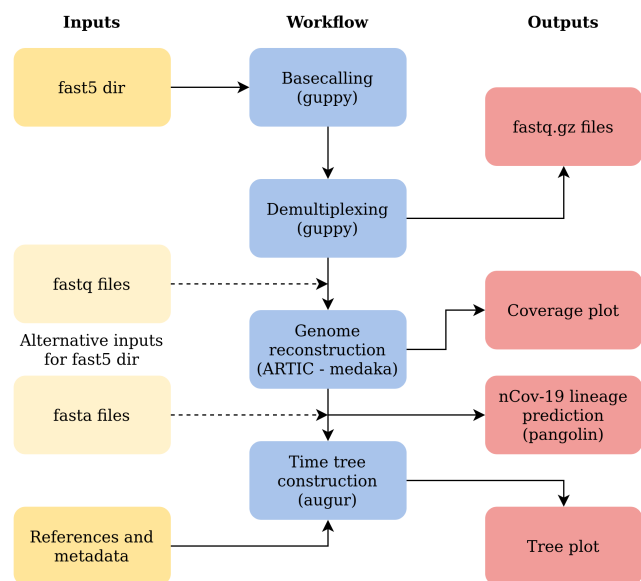 Inputs
Workflow
Outputs
fast5 dir
Basecalling
(guppy)
fastq.gz files
Demultiplexing
(guppy)
fastq files
Genome
reconstruction
(ARTIC - medaka)
Coverage plot
Alternative inputs
for fast5 dir
fasta files
nCov-19 lineage
prediction
(pangolin)
Time tree
construction
(augur)
References and
metadata
Tree plot